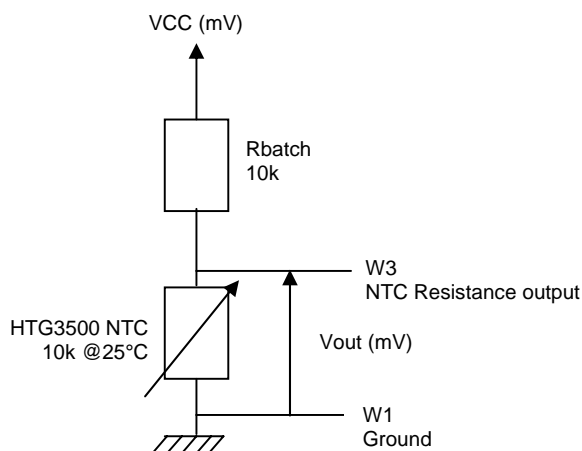 VCC (mV)
Rbatch
10k
W3
NTC Resistance output
HTG3500 NTC
10k @25°C
Vout (mV)
W1
Ground